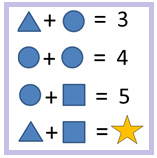 + = 3
+ = 4
+ = 5
+ =